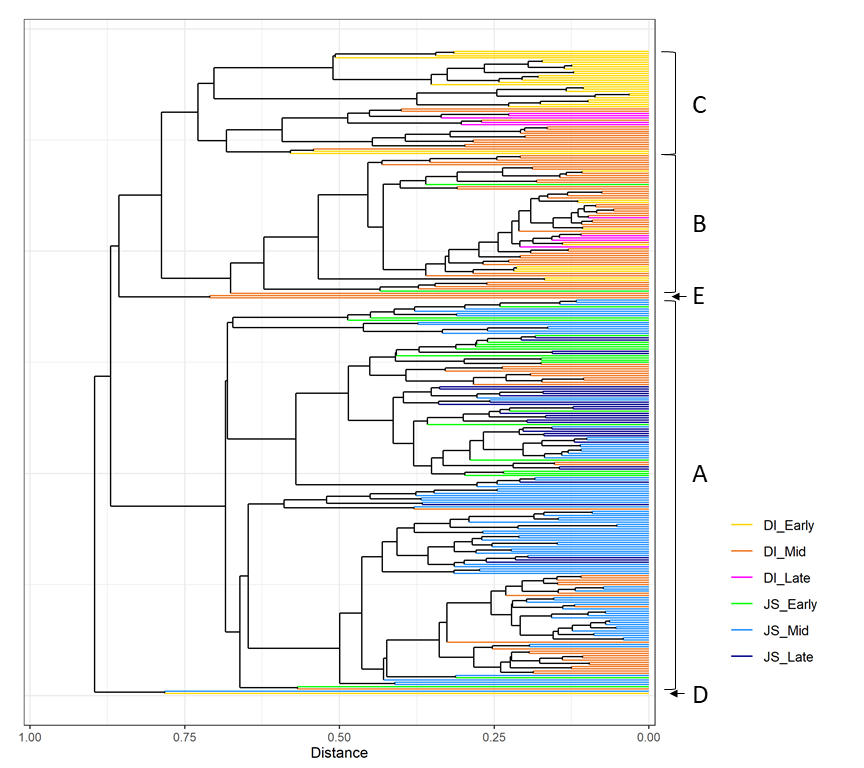 C
B
E
A
D
DI_Early
DI_Mid
DI_Late
JS_Early
JS_Mid
JS_Late
1.00 0.75 0.50 0.25 0.00
Distance